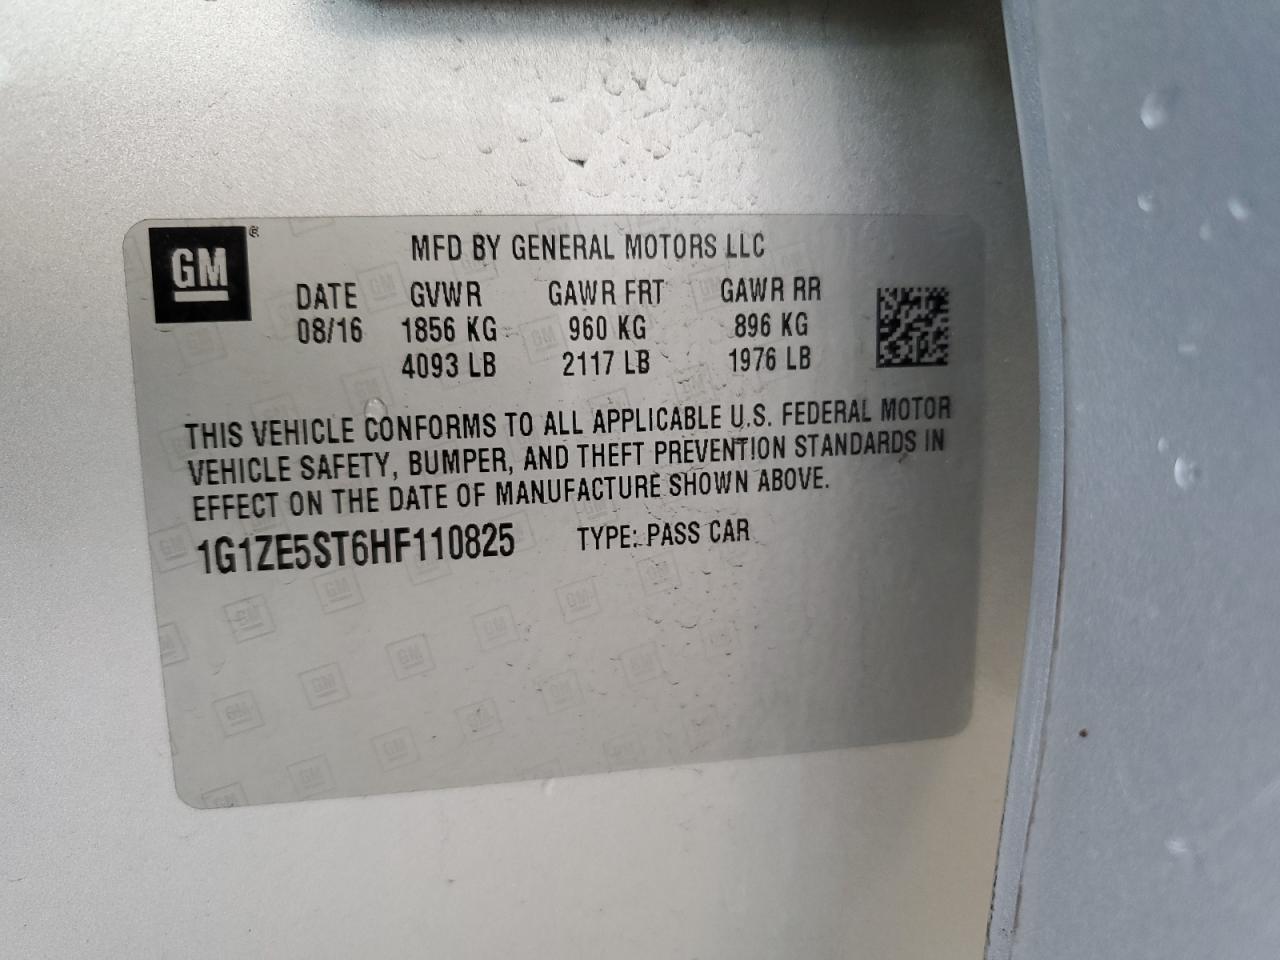 GM®
MFD BY GENERAL MOTORS LLC
DATE GVWR GAWR FRT GAWR RR
08/16 1856 KG 960 KG 896 KG
4093 LB 2117 LB 1976 LB
THIS VEHICLE CONFORMS TO ALL APPLICABLE U.S. FEDERAL MOTOR
VEHICLE SAFETY, BUMPER, AND THEFT PREVENTION STANDARDS IN
EFFECT ON THE DATE OF MANUFACTURE SHOWN ABOVE.
1G1ZE5ST6HF110825 TYPE: PASS CAR